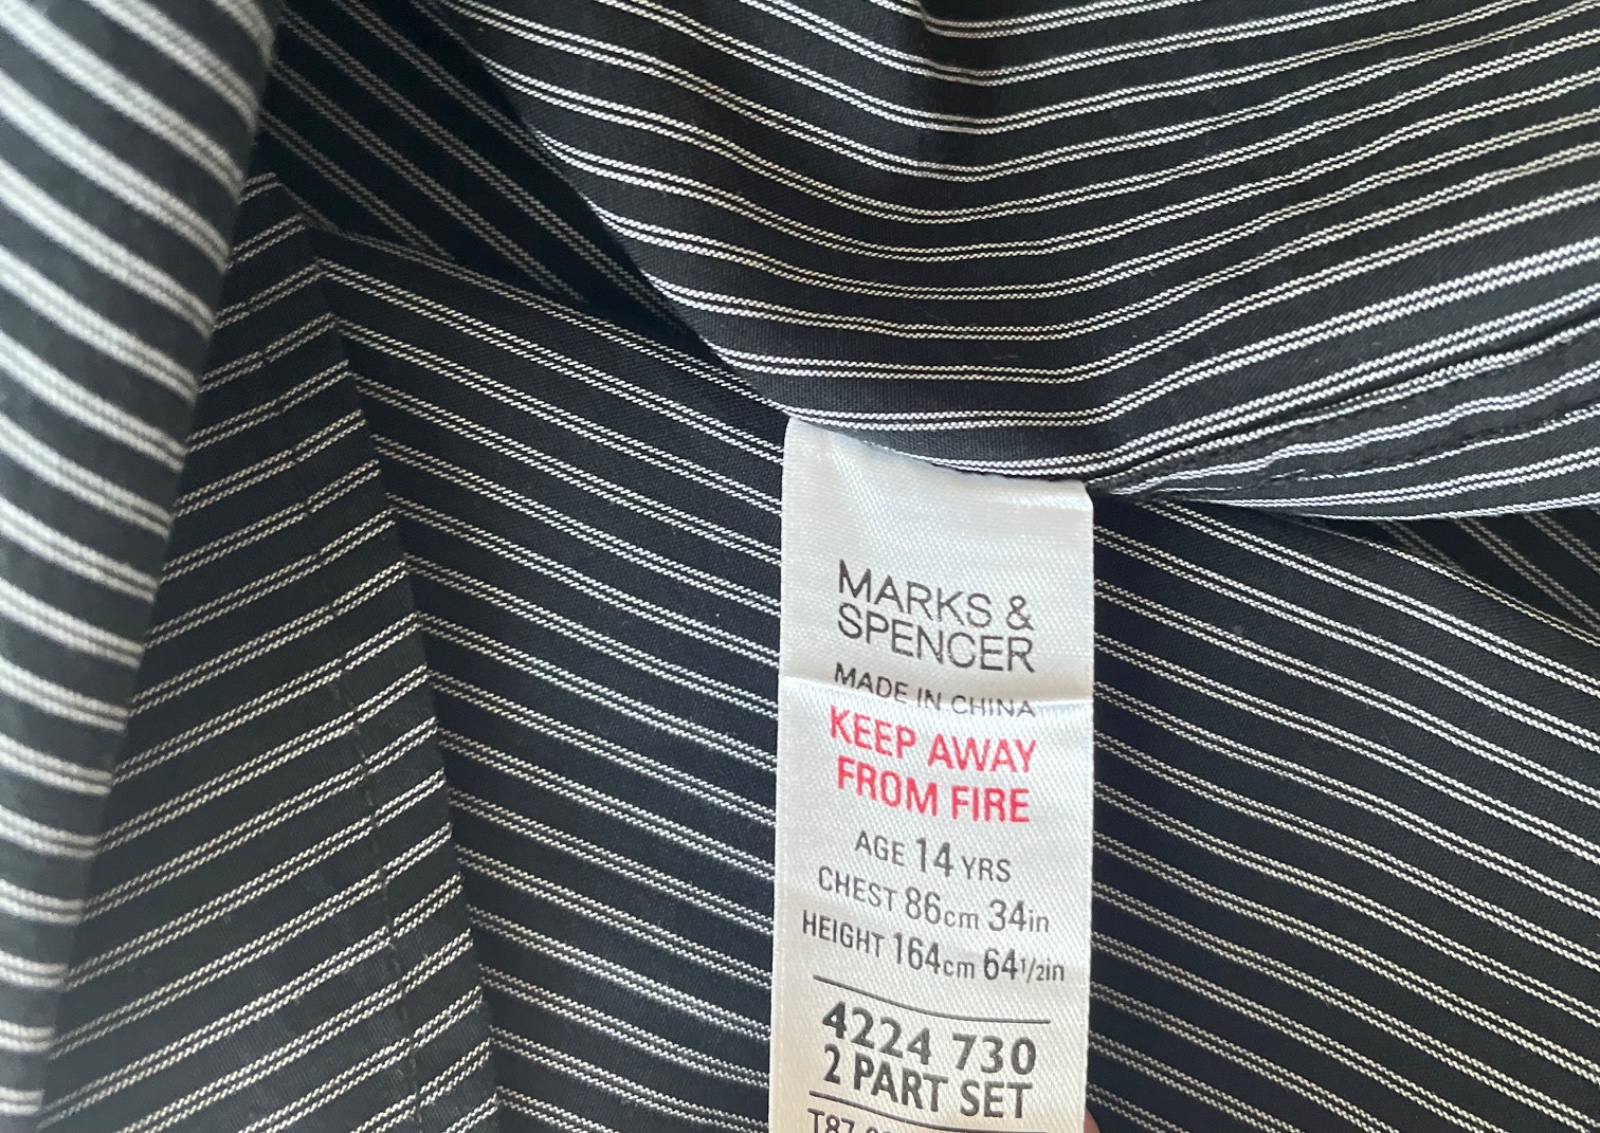 MARKS &
SPENCER
MADE IN CHINA
KEEP AWAY
FROM FIRE
AGE 14 YRS
CHEST 86cm 34in
HEIGHT 164cm 641/2in
4224 730
2 PART SET